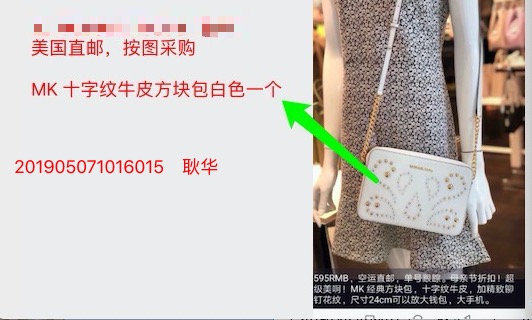 美国直邮，按图采购
MK 十字纹牛皮方块包白色一个
201905071016015 耿华
595RMB，空运直邮，单号跟踪。母亲节折扣！超
级美啊！MK 经典方块包，十字纹牛皮，加精致铆
钉花纹，尺寸24cm可以放大钱包，大手机。